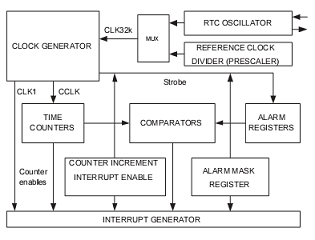 CLOCK GENERATOR
CLK32k
MUX
RTC OSCILLATOR
REFERENCE CLOCK
DIVIDER (PRESCALER)
Strobe
CLK1
CCLK
TIME
COUNTERS
COMPARATORS
ALARM
REGISTERS
Counter
enables
COUNTER INCREMENT
INTERRUPT ENABLE
ALARM MASK
REGISTER
INTERRUPT GENERATOR